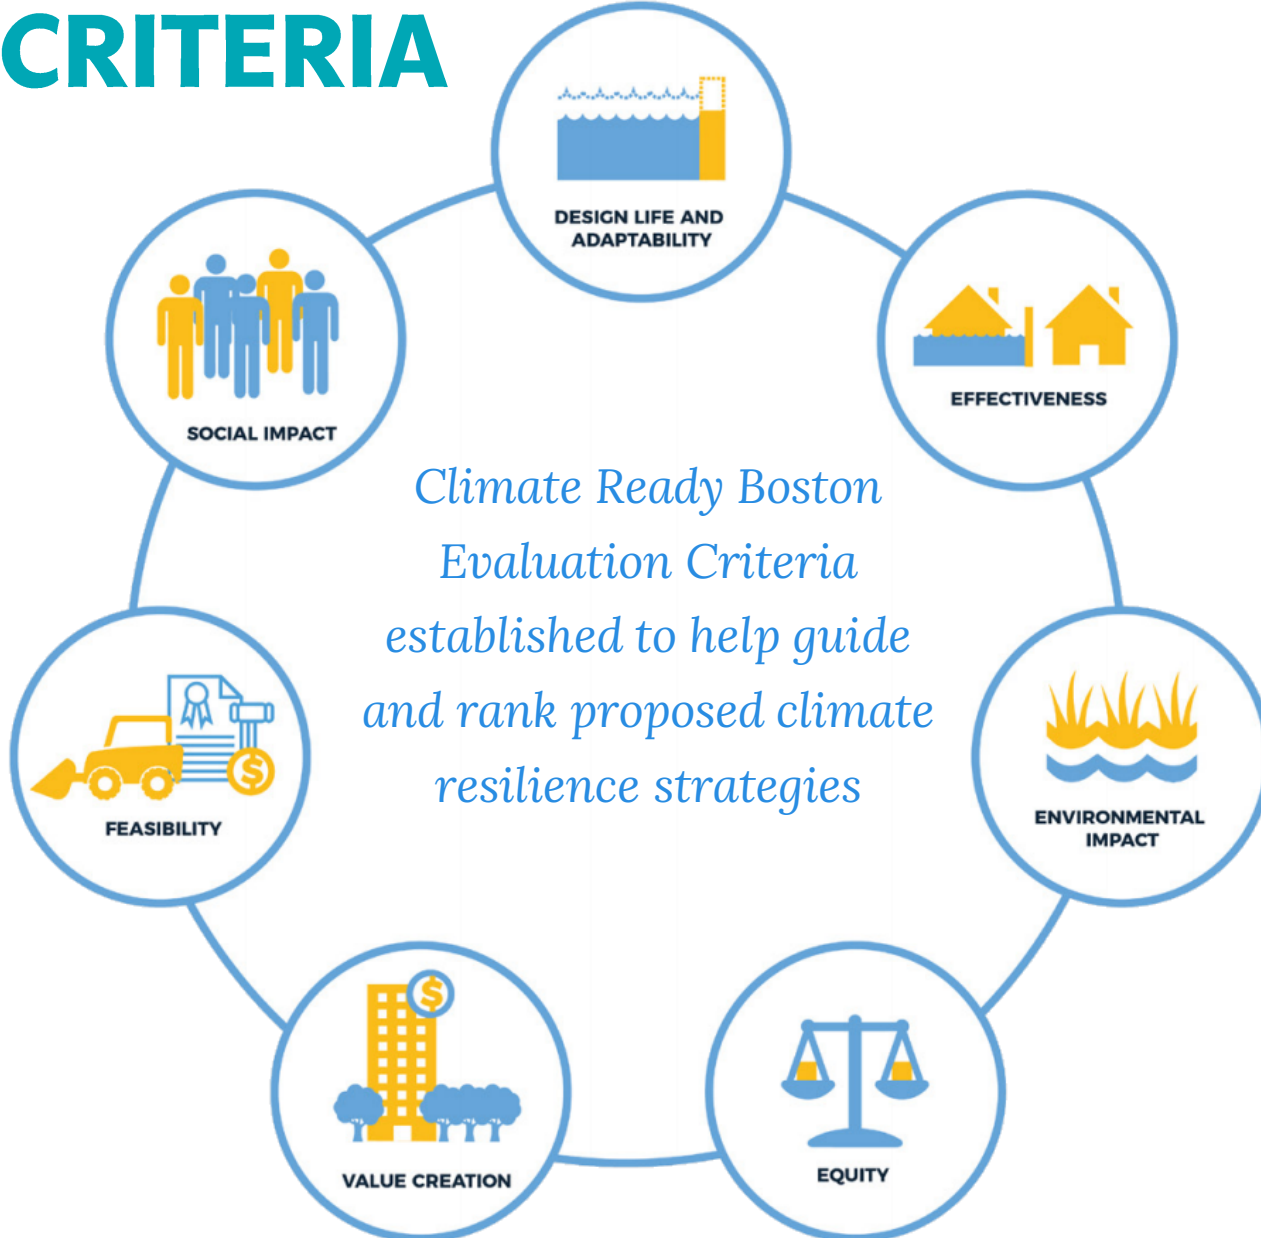 CRITERIA
DESIGN LIFE AND
ADAPTABILITY
SOCIAL IMPACT
EFFECTIVENESS
Climate Ready Boston
Evaluation Criteria
established to help guide
and rank proposed climate
resilience strategies
FEASIBILITY
$
ENVIRONMENTAL
IMPACT
$
VALUE CREATION
EQUITY